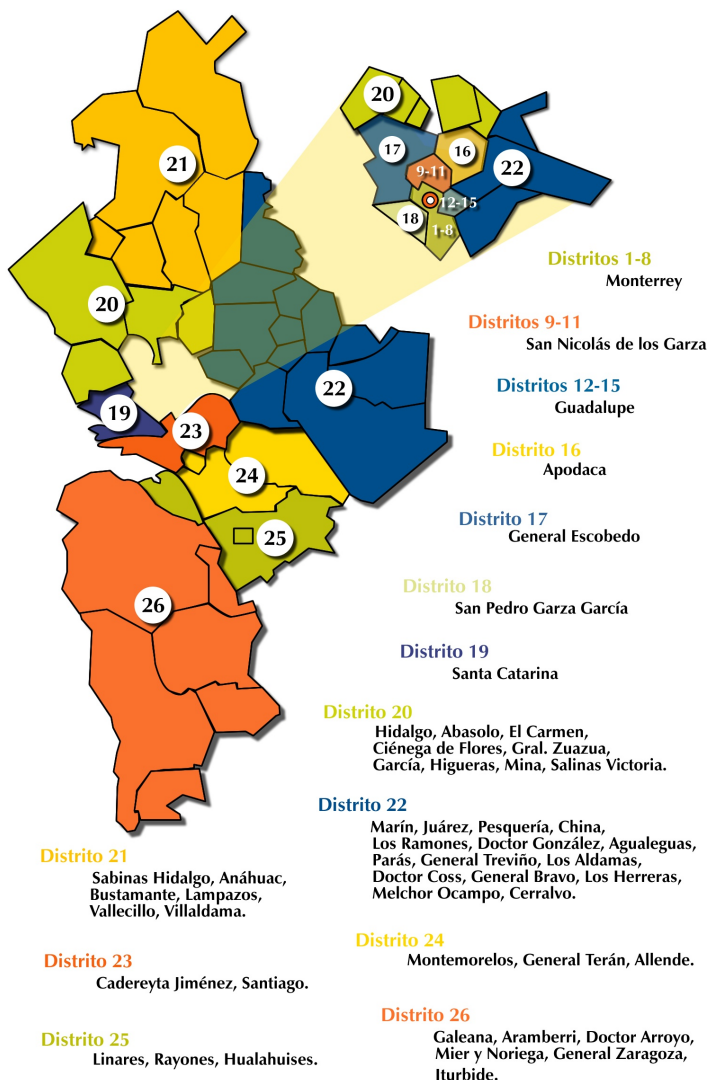 20
17
16
22
9-11
12-15
18
1-8
21
20
22
19
23
24
25
26
Distritos 1-8
Monterrey
Distritos 9-11
San Nicolás de los Garza
Distritos 12-15
Guadalupe
Distrito 16
Apodaca
Distrito 17
General Escobedo
Distrito 18
San Pedro Garza García
Distrito 19
Santa Catarina
Distrito 20
Hidalgo, Abasolo, El Carmen,
Ciénega de Flores, Gral. Zuazua,
García, Higueras, Mina, Salinas Victoria.
Distrito 22
Marín, Juárez, Pesquería, China,
Los Ramones, Doctor González, Agualeguas,
Parás, General Treviño, Los Aldamas,
Doctor Coss, General Bravo, Los Herreras,
Melchor Ocampo, Cerralvo.
Distrito 21
Sabinas Hidalgo, Anáhuac,
Bustamante, Lampazos,
Vallecillo, Villaldama.
Distrito 24
Montemorelos, General Terán, Allende.
Distrito 23
Cadereyta Jiménez, Santiago.
Distrito 26
Galeana, Aramberri, Doctor Arroyo,
Mier y Noriega, General Zaragoza,
Iturbide.
Distrito 25
Linares, Rayones, Hualahuises.